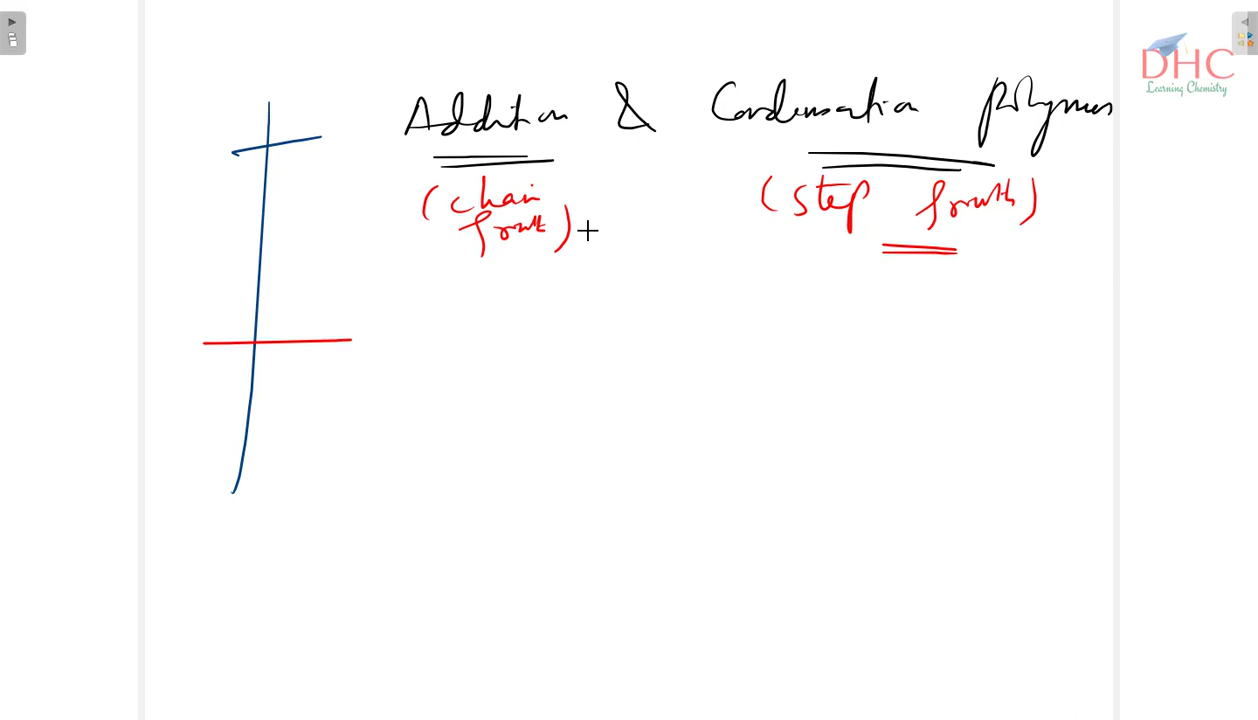 Addition & Condensation polymers
(chain growth)
(step growth)
DHC
Learning Chemistry